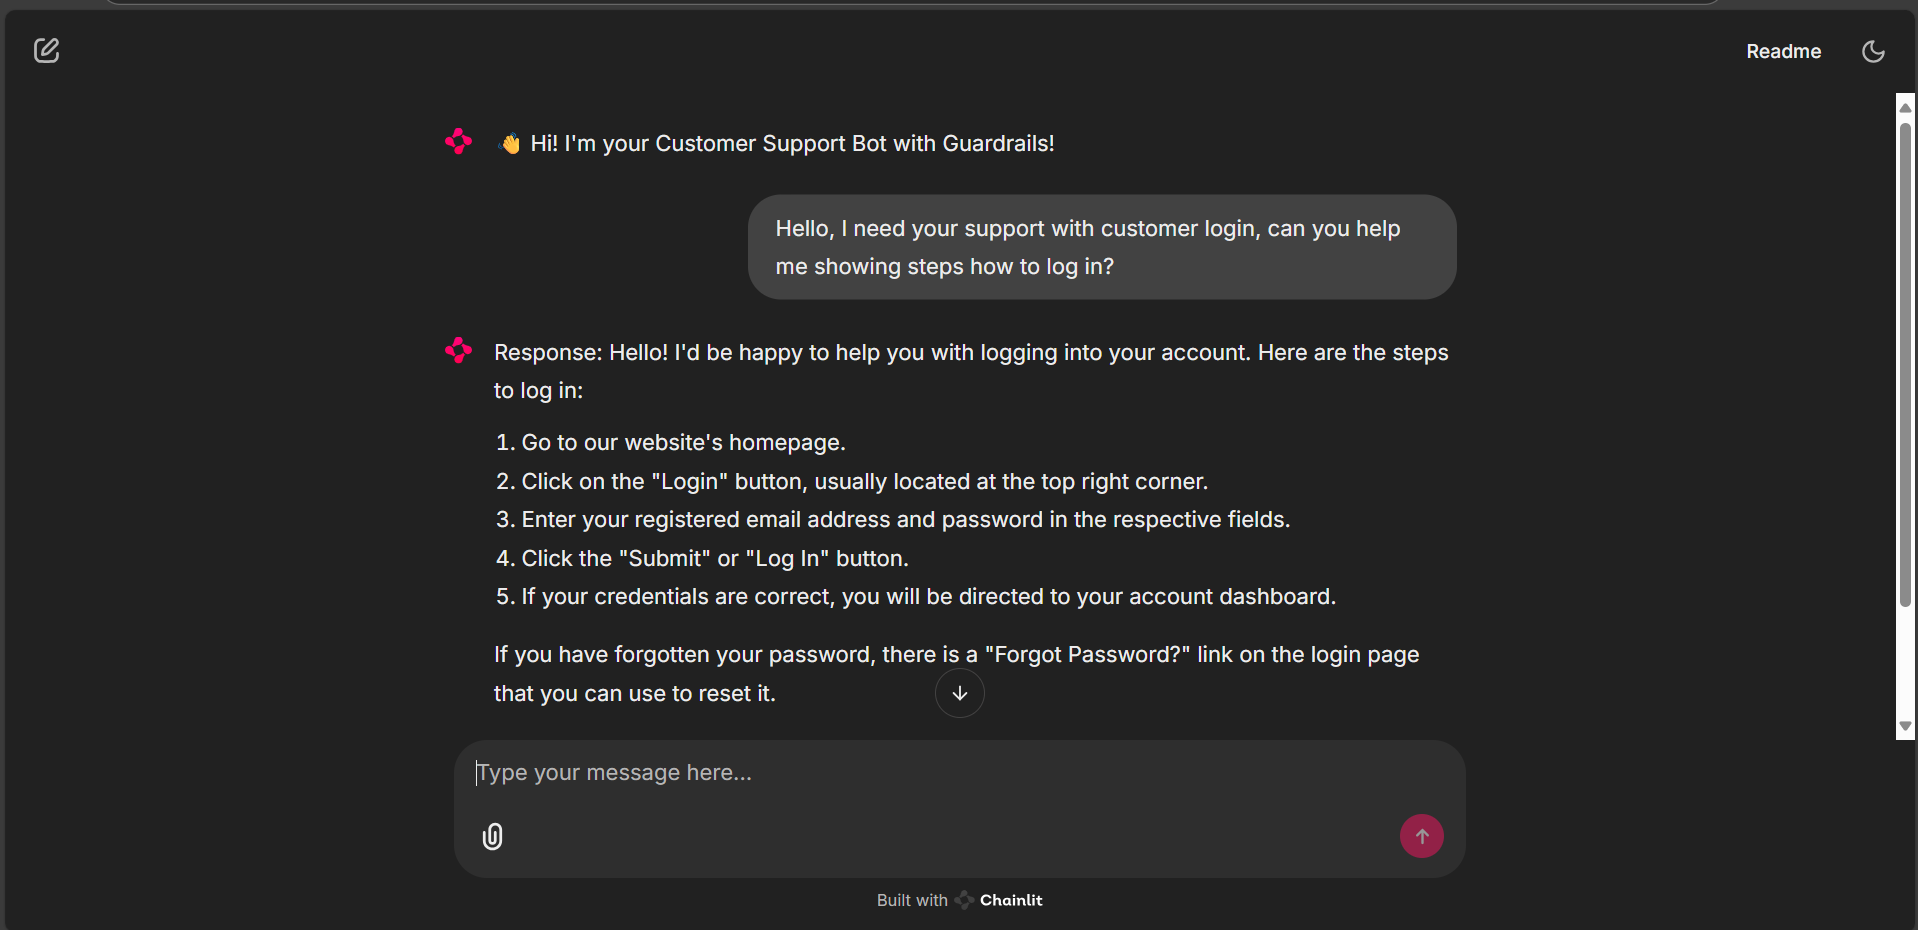 Readme
👋 Hi! I'm your Customer Support Bot with Guardrails!
Hello, I need your support with customer login, can you help
me showing steps how to log in?
Response: Hello! I'd be happy to help you with logging into your account. Here are the steps
to log in:
1. Go to our website's homepage.
2. Click on the "Login" button, usually located at the top right corner.
3. Enter your registered email address and password in the respective fields.
4. Click the "Submit" or "Log In" button.
5. If your credentials are correct, you will be directed to your account dashboard.
If you have forgotten your password, there is a "Forgot Password?" link on the login page
that you can use to reset it.
Type your message here...
Built with Chainlit